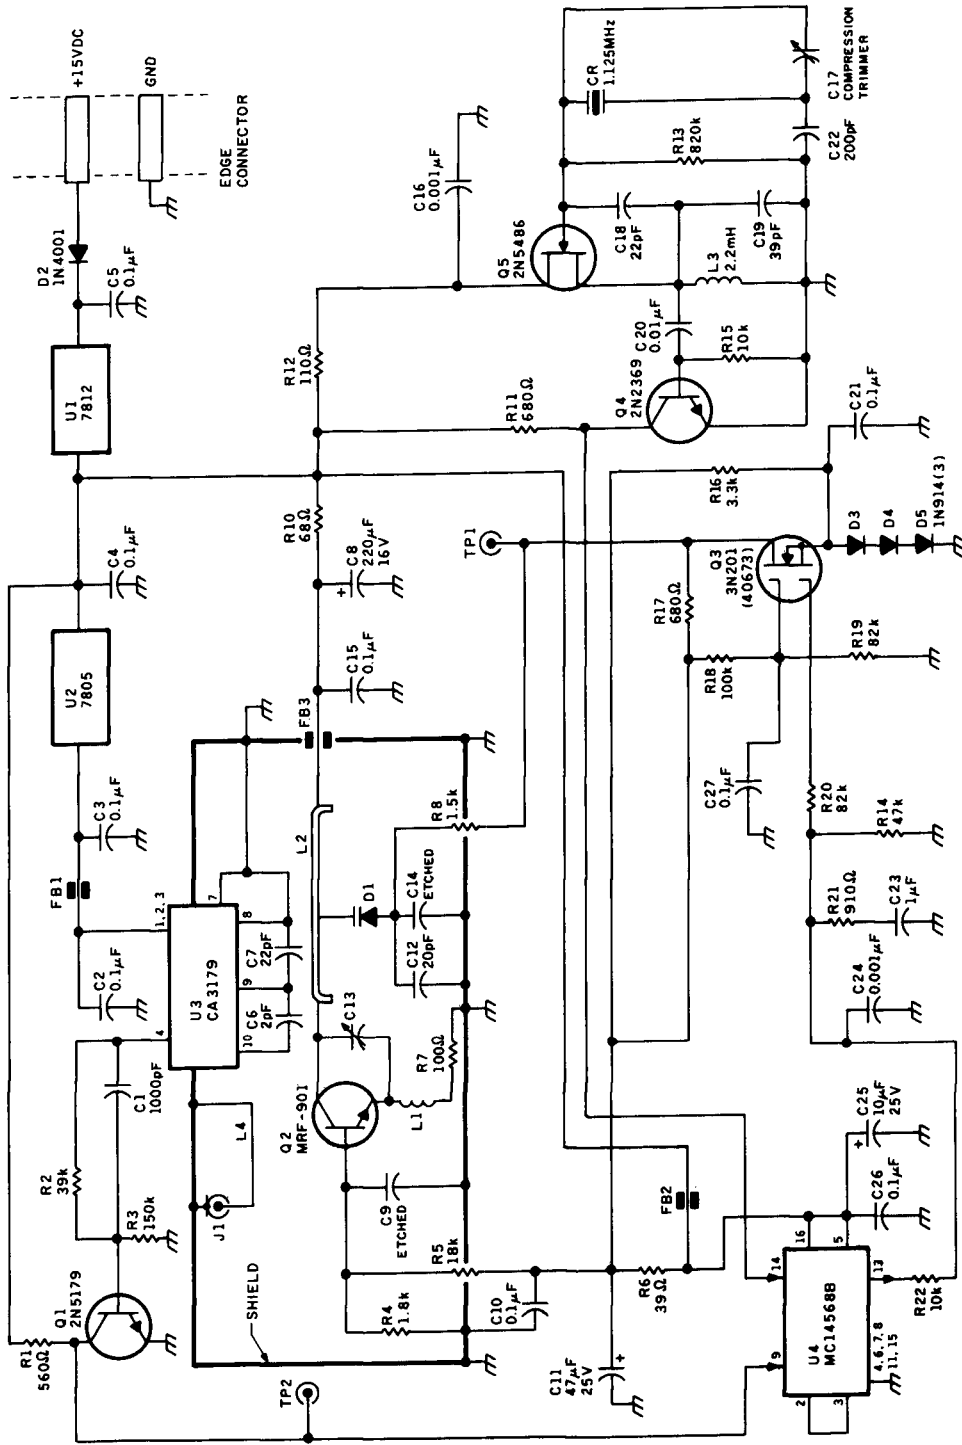 +15VDC
GND
EDGE
CONNECTOR
D2
1N4001
C5
0.1µF
U1
7812
C4
0.1µF
U2
7805
C3
0.1µF
FB1
C2
0.1µF
1,2,3
4
U3
CA3179
7
8
9
10
C7
22pF
C6
2pF
C1
1000pF
R2
39k
R3
150k
Q1
2N5179
R1
560Ω
TP2
J1
L4
SHIELD
Q2
MRF-901
C13
L1
R7
100Ω
L2
D1
C12
20pF
C14
ETCHED
R8
1.5k
FB3
C15
0.1µF
C8
220µF
16V
+
R10
68Ω
R12
110Ω
R11
680Ω
C16
0.001µF
Q5
2N5486
CR
1.125MHz
R13
820k
C17
COMPRESSION
TRIMMER
C22
200pF
C18
22pF
C19
39pF
L3
2.2mH
C20
0.01µF
R15
10k
Q4
2N2369
C21
0.1µF
R16
3.3k
TP1
Q3
3N201
(40673)
D3
D4
D5
1N914(3)
R17
680Ω
R18
100k
R19
82k
C27
0.1µF
R20
82k
R14
47k
R21
910Ω
C23
1µF
C24
0.001µF
C9
ETCHED
R5
18k
R4
1.8k
C10
0.1µF
C11
47µF
25V
+
R6
39Ω
FB2
C25
10µF
25V
+
C26
0.1µF
16
5
14
13
9
2
3
U4
MC14568B
4,6,7,8
11,15
R22
10k